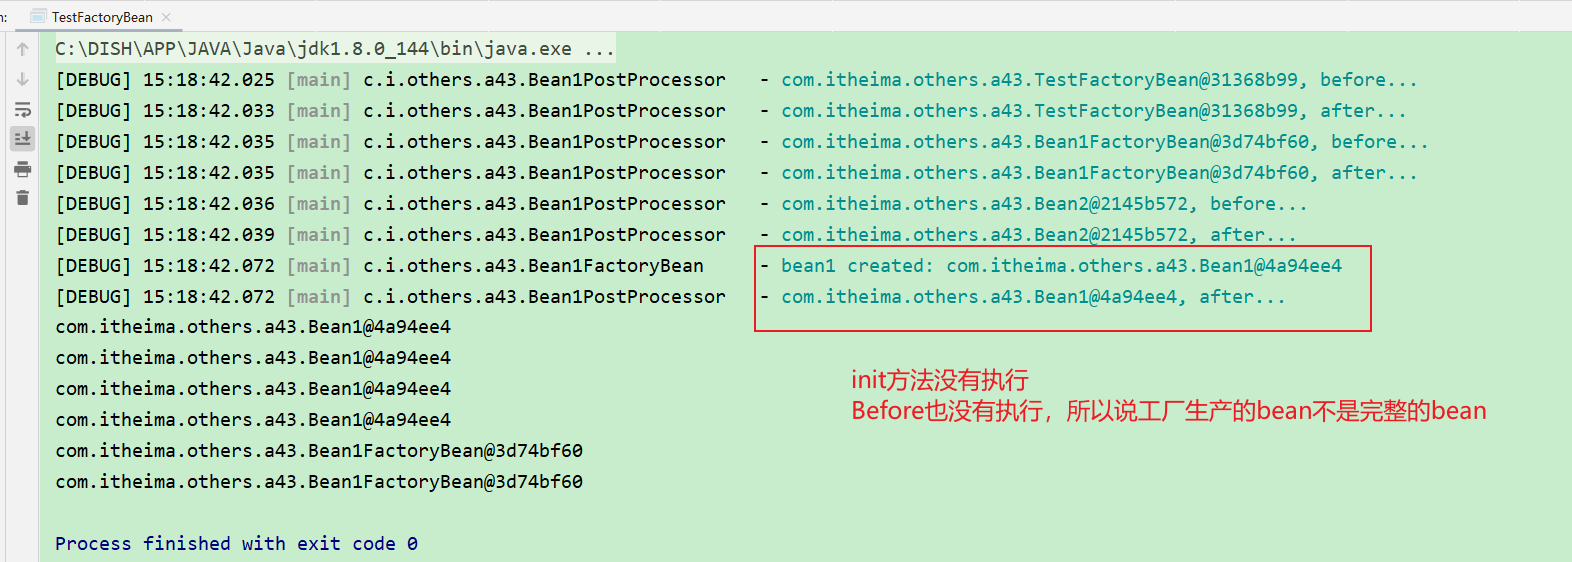 n: TestFactoryBean ×
C:\DISH\APP\JAVA\Java\jdk1.8.0_144\bin\java.exe ...
[DEBUG] 15:18:42.025 [main] c.i.others.a43.Bean1PostProcessor - com.itheima.others.a43.TestFactoryBean@31368b99, before...
[DEBUG] 15:18:42.033 [main] c.i.others.a43.Bean1PostProcessor - com.itheima.others.a43.TestFactoryBean@31368b99, after...
[DEBUG] 15:18:42.035 [main] c.i.others.a43.Bean1PostProcessor - com.itheima.others.a43.Bean1FactoryBean@3d74bf60, before...
[DEBUG] 15:18:42.035 [main] c.i.others.a43.Bean1PostProcessor - com.itheima.others.a43.Bean1FactoryBean@3d74bf60, after...
[DEBUG] 15:18:42.036 [main] c.i.others.a43.Bean1PostProcessor - com.itheima.others.a43.Bean2@2145b572, before...
[DEBUG] 15:18:42.039 [main] c.i.others.a43.Bean1PostProcessor - com.itheima.others.a43.Bean2@2145b572, after...
[DEBUG] 15:18:42.072 [main] c.i.others.a43.Bean1FactoryBean - bean1 created: com.itheima.others.a43.Bean1@4a94ee4
[DEBUG] 15:18:42.072 [main] c.i.others.a43.Bean1PostProcessor - com.itheima.others.a43.Bean1@4a94ee4, after...
com.itheima.others.a43.Bean1@4a94ee4
com.itheima.others.a43.Bean1@4a94ee4
com.itheima.others.a43.Bean1@4a94ee4
com.itheima.others.a43.Bean1@4a94ee4
com.itheima.others.a43.Bean1FactoryBean@3d74bf60
com.itheima.others.a43.Bean1FactoryBean@3d74bf60
init方法没有执行
Before也没有执行，所以说工厂生产的bean不是完整的bean
Process finished with exit code 0